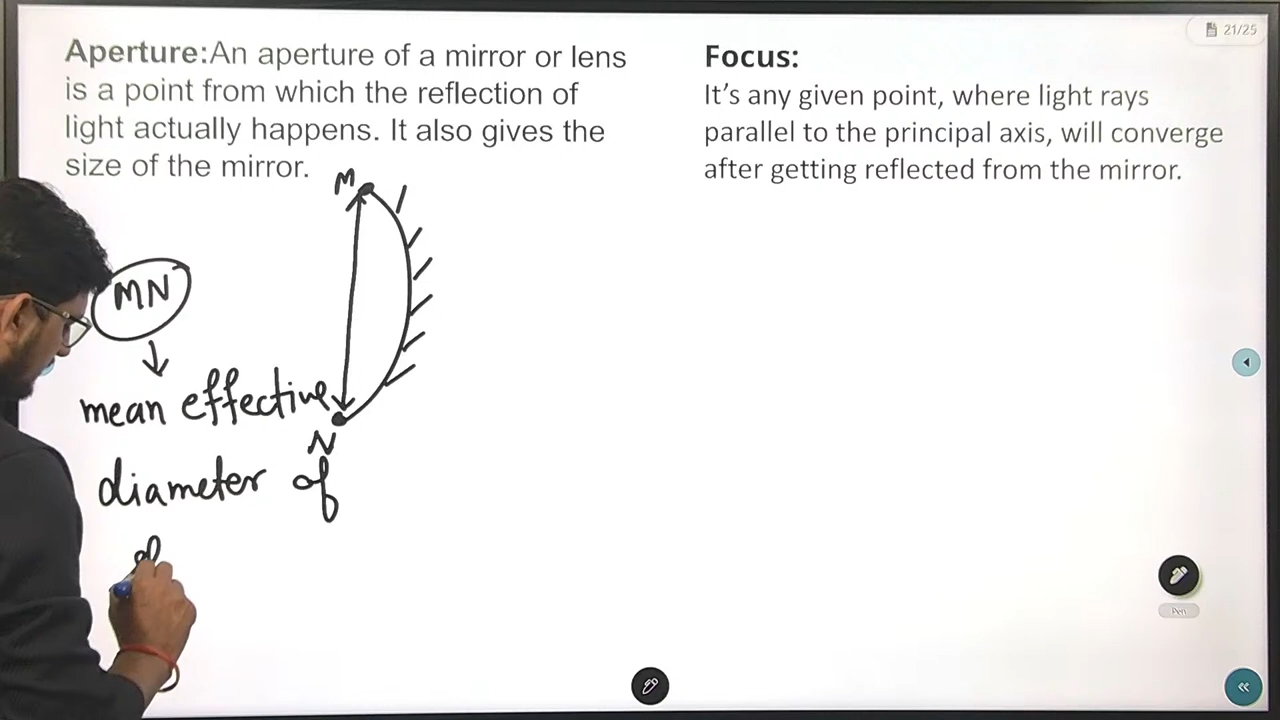 21/25
Aperture:An aperture of a mirror or lens
is a point from which the reflection of
light actually happens. It also gives the
size of the mirror.
Focus:
It's any given point, where light rays
parallel to the principal axis, will converge
after getting reflected from the mirror.
M
MN
mean effective
N
diameter of
Pen